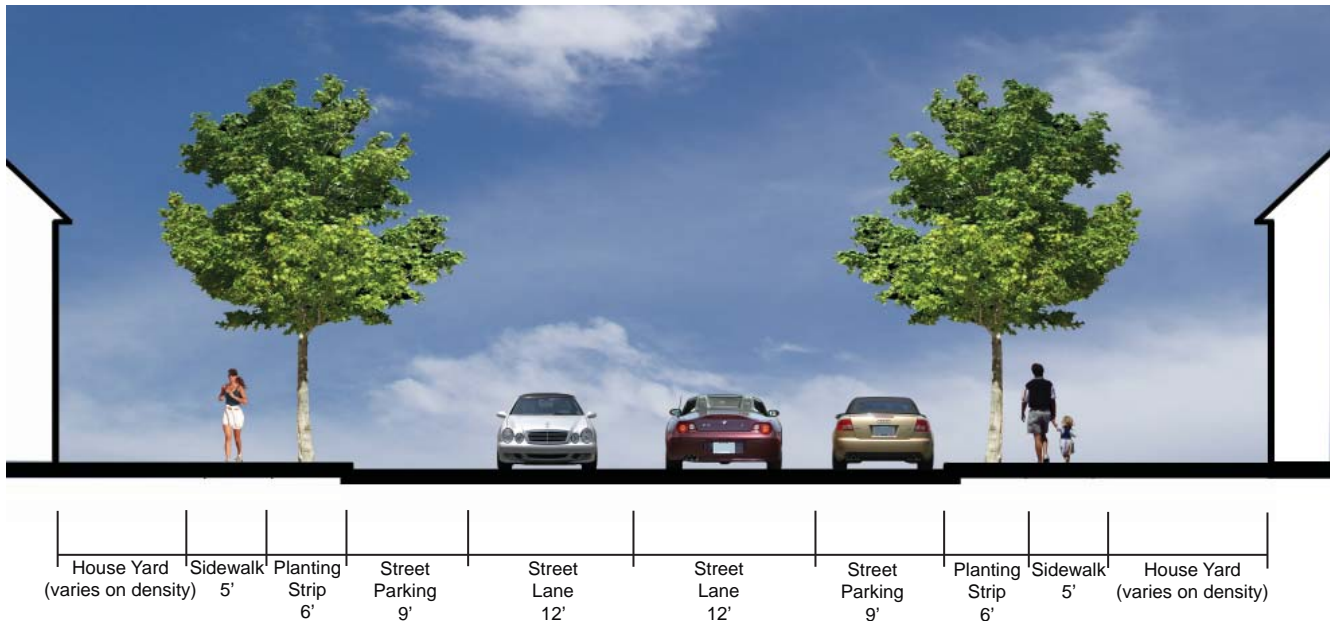 House Yard
(varies on density)
Sidewalk
5’
Planting
Strip
6’
Street
Parking
9’
Street
Lane
12’
Street
Lane
12’
Street
Parking
9’
Planting
Strip
6’
Sidewalk
5’
House Yard
(varies on density)